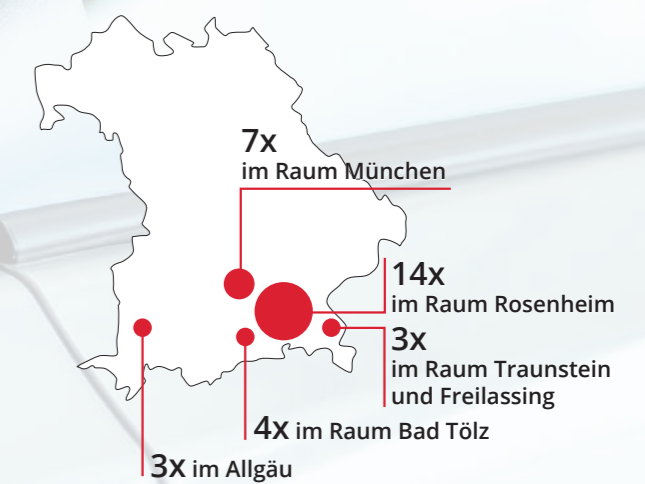 7x
im Raum München
14x
im Raum Rosenheim
3x
im Raum Traunstein
und Freilassing
4x im Raum Bad Tölz
3x im Allgäu